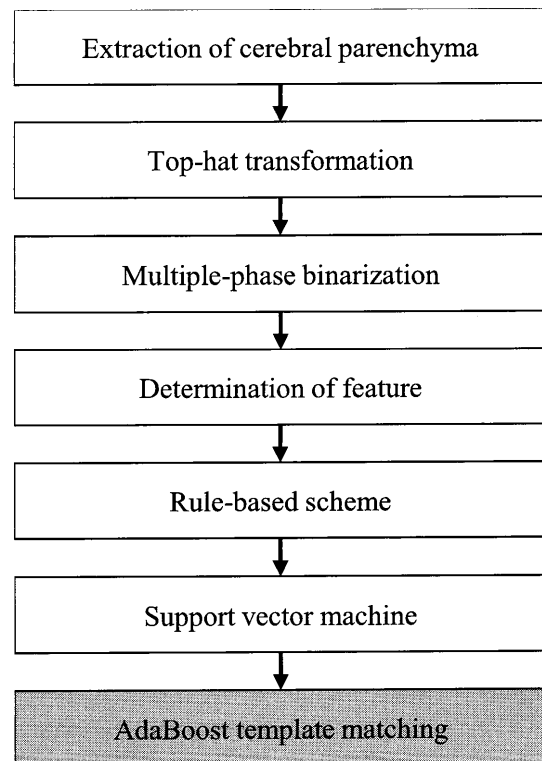 Extraction of cerebral parenchyma
Top-hat transformation
Multiple-phase binarization
Determination of feature
Rule-based scheme
Support vector machine
AdaBoost template matching